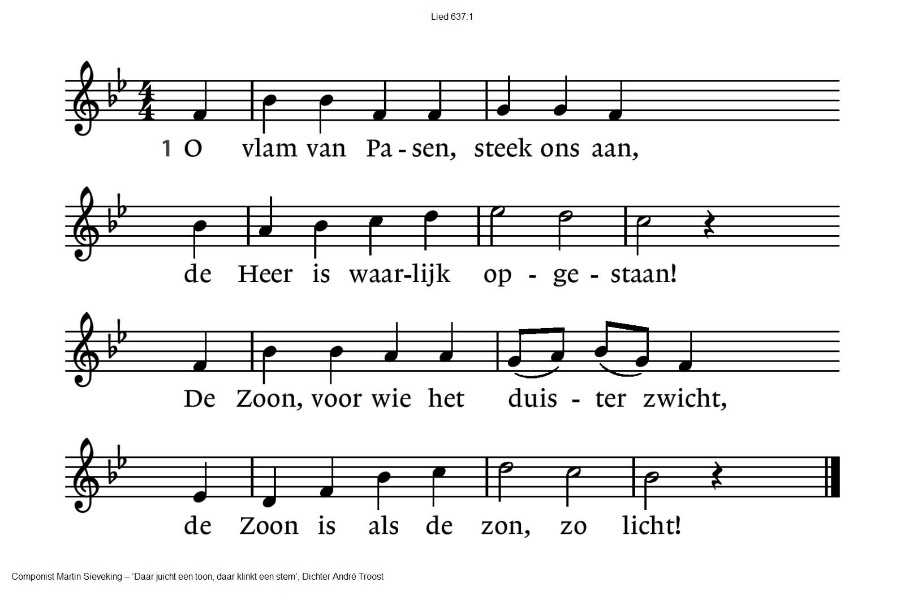 Lied 637.1
1 O vlam van Pa - sen, steek ons aan,
de Heer is waar-lijk op - ge - staan!
De Zoon, voor wie het duis - ter zwicht,
de Zoon is als de zon, zo licht!
Componist Martin Sieveking – 'Daar juicht een toon, daar klinkt een stem', Dichter André Troost